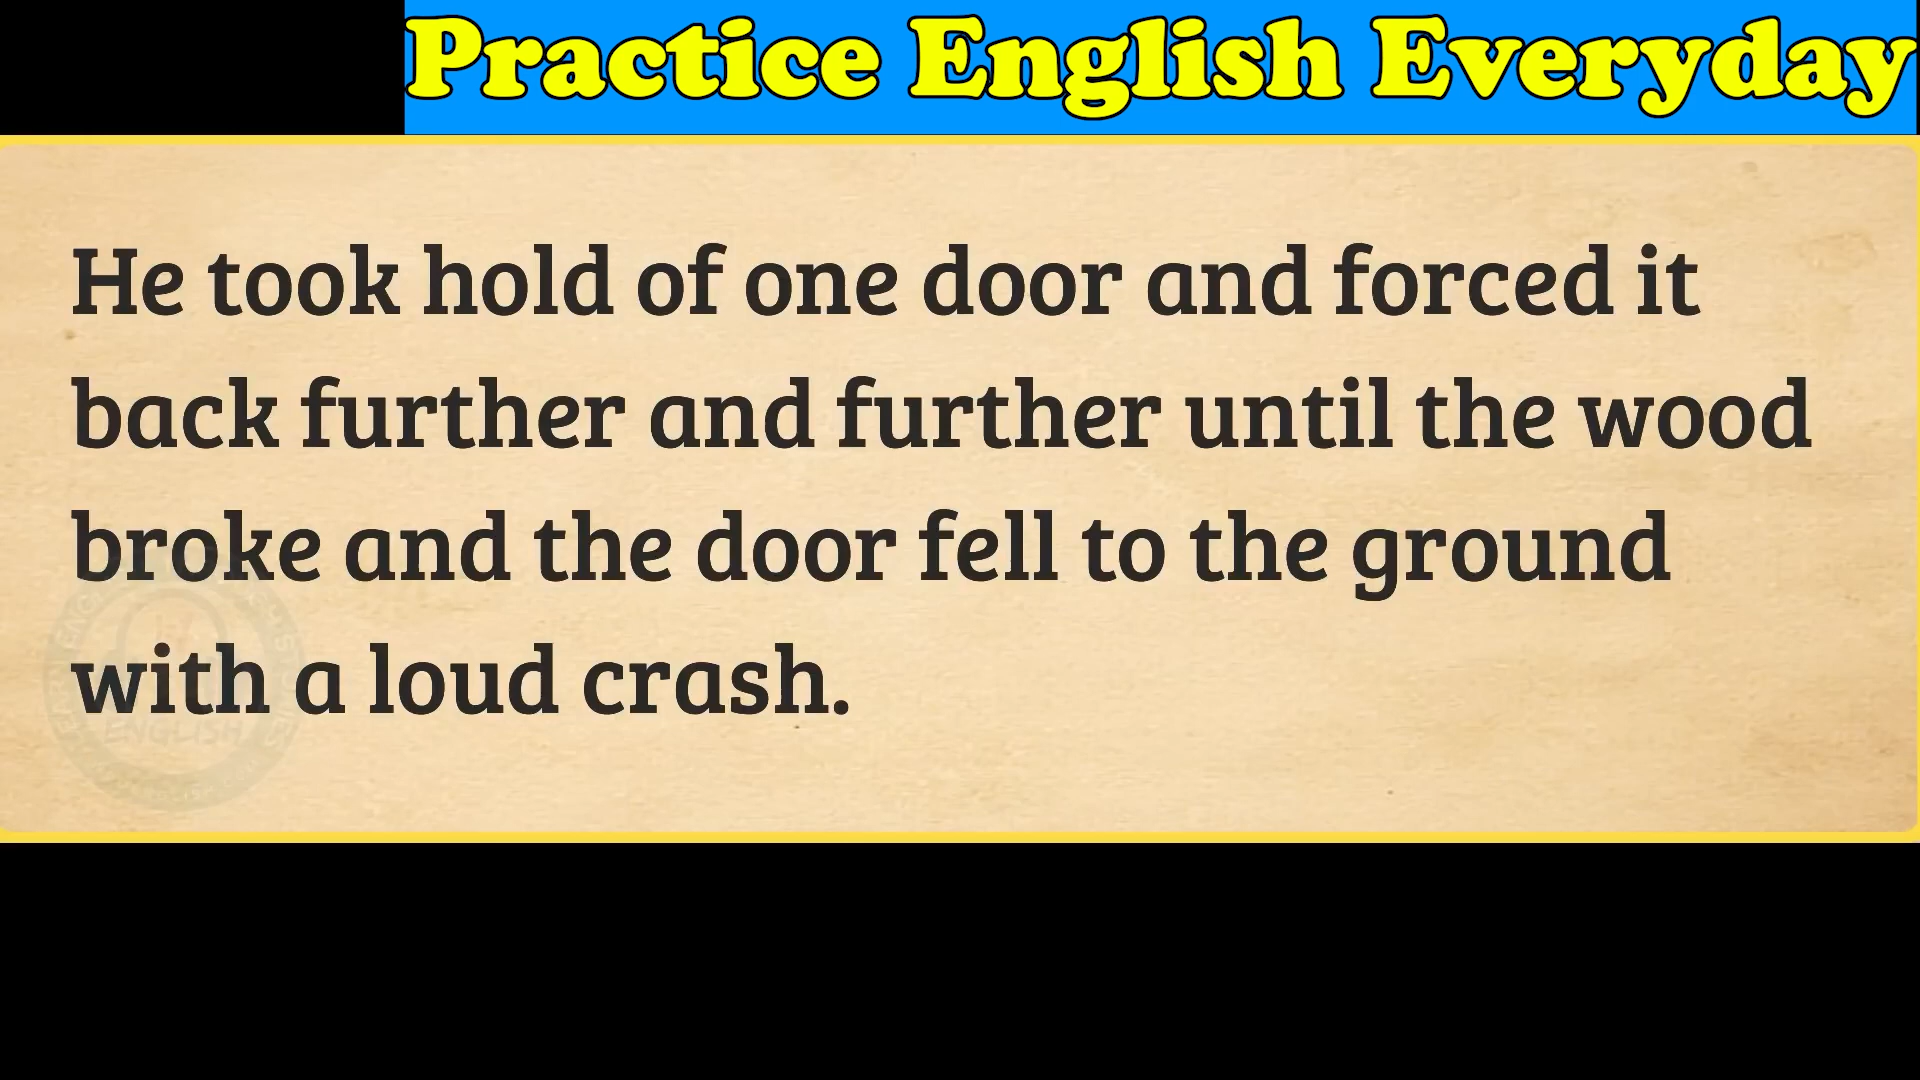 Practice English Everyday
He took hold of one door and forced it
back further and further until the wood
broke and the door fell to the ground
with a loud crash.
ENGLISH